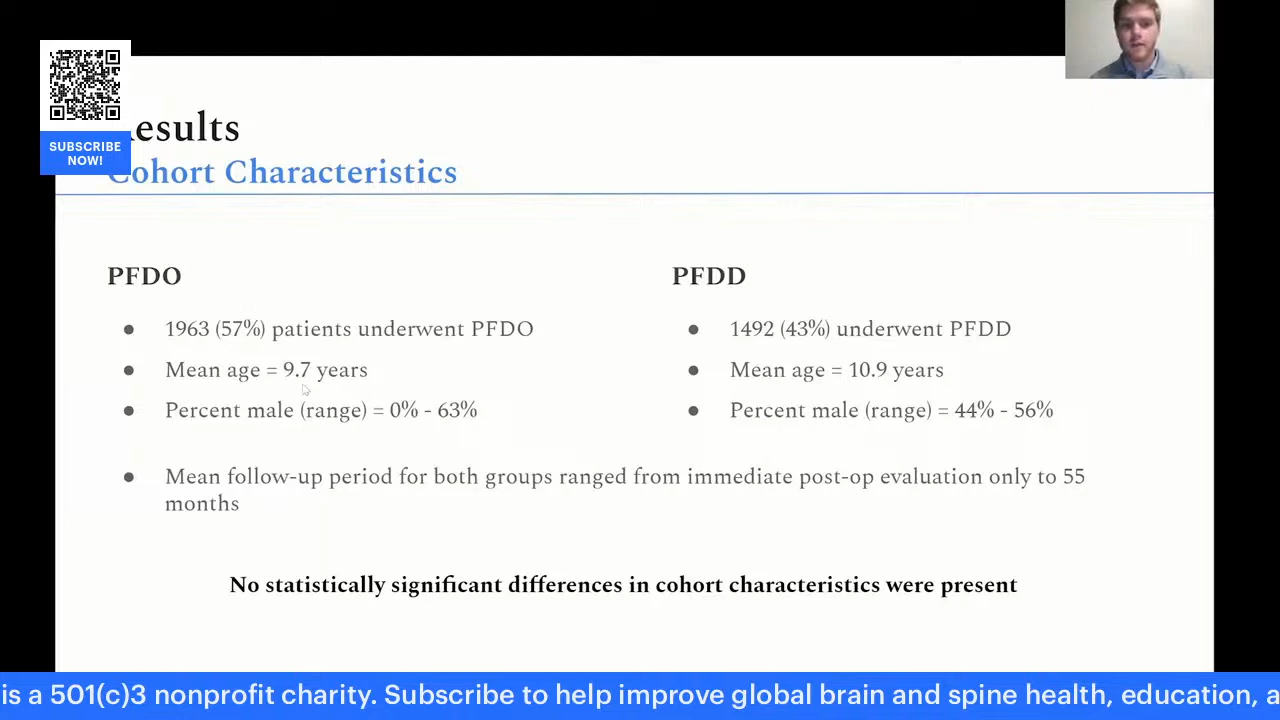 SUBSCRIBE
NOW!
Results
Cohort Characteristics
PFDO
● 1963 (57%) patients underwent PFDO
● Mean age = 9.7 years
● Percent male (range) = 0% - 63%
PFDD
● 1492 (43%) underwent PFDD
● Mean age = 10.9 years
● Percent male (range) = 44% - 56%
● Mean follow-up period for both groups ranged from immediate post-op evaluation only to 55
months
No statistically significant differences in cohort characteristics were present
is a 501(c)3 nonprofit charity. Subscribe to help improve global brain and spine health, education, a